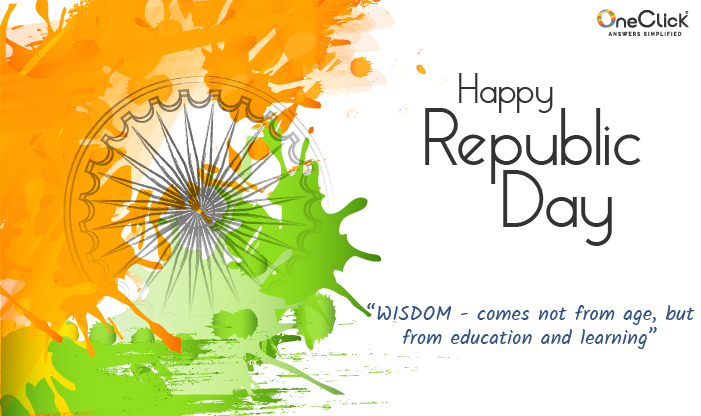 OneClick®
ANSWERS SIMPLIFIED
Happy
Republic
Day
“WISDOM - comes not from age, but
from education and learning”